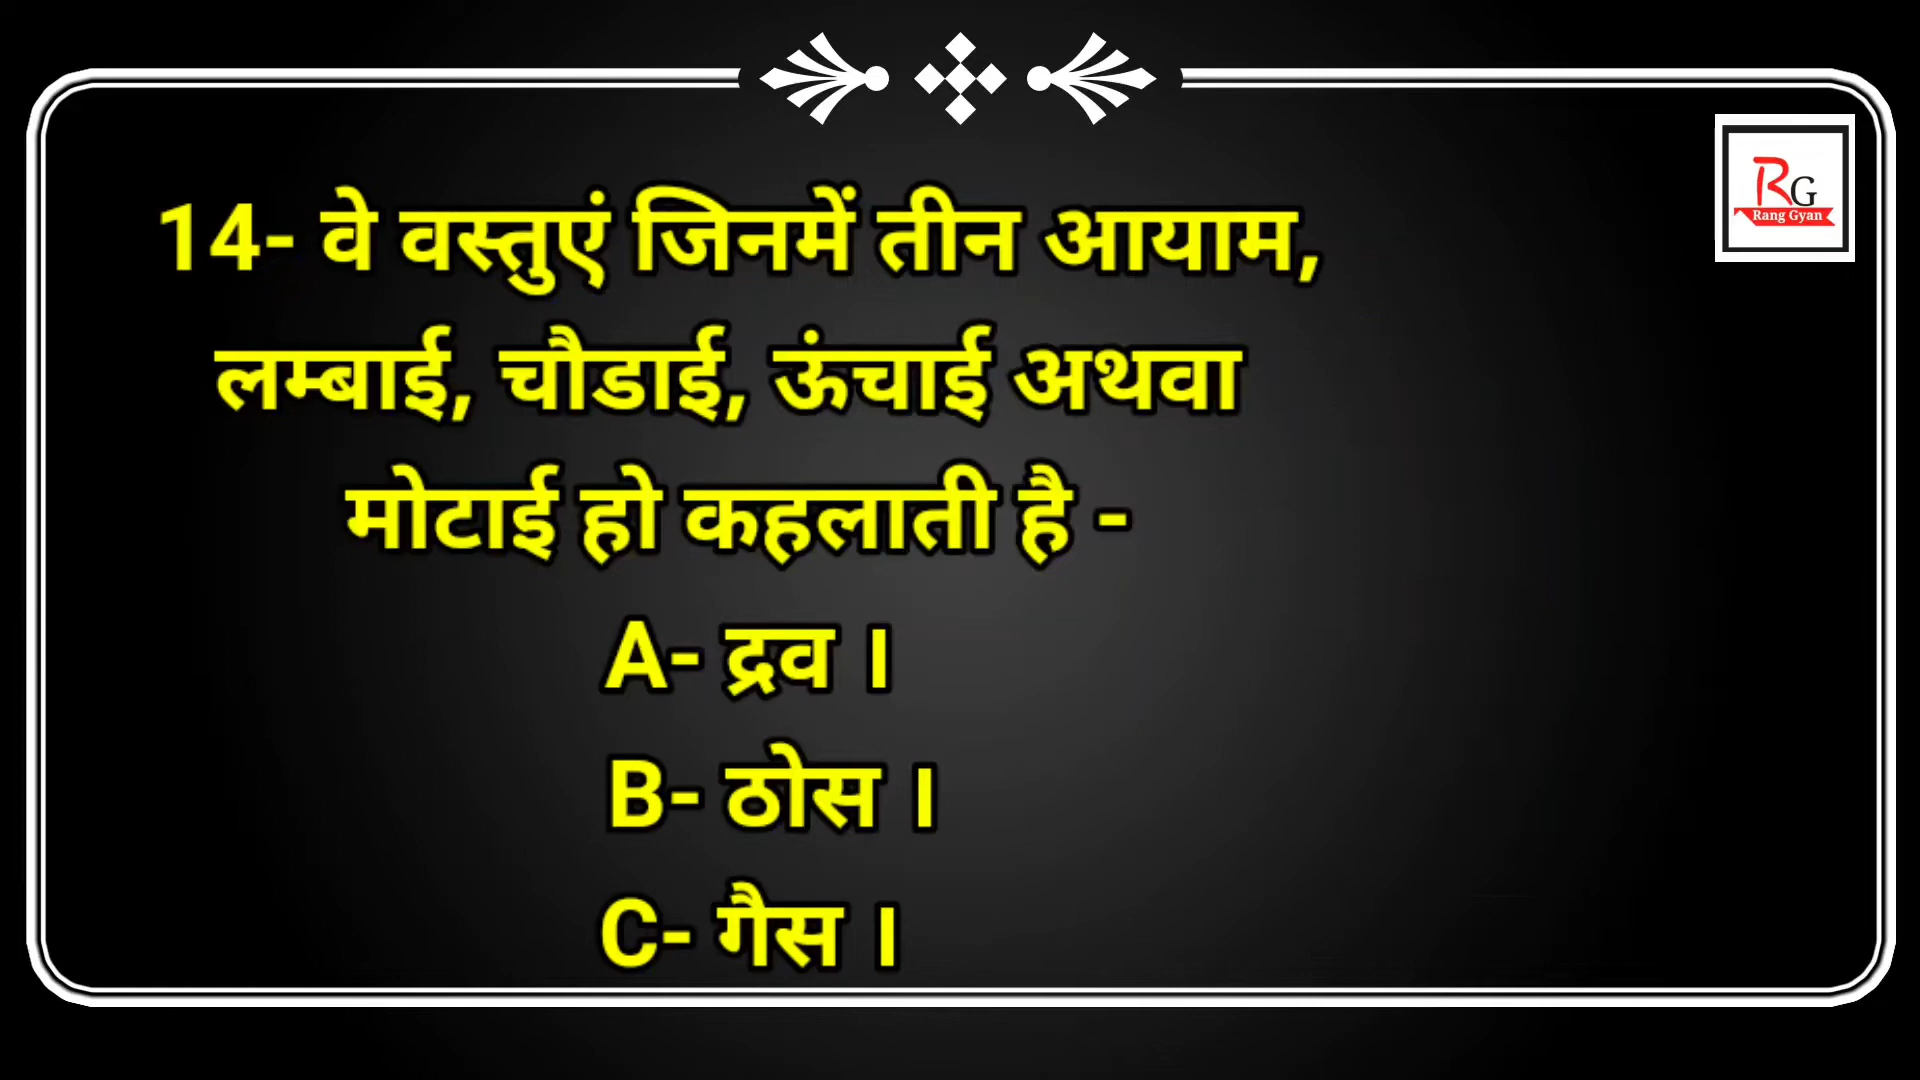 RG
Rang Gyan
14- वे वस्तुएं जिनमें तीन आयाम,
लम्बाई, चौडाई, ऊंचाई अथवा
मोटाई हो कहलाती है -
A- द्रव ।
B- ठोस ।
C- गैस ।